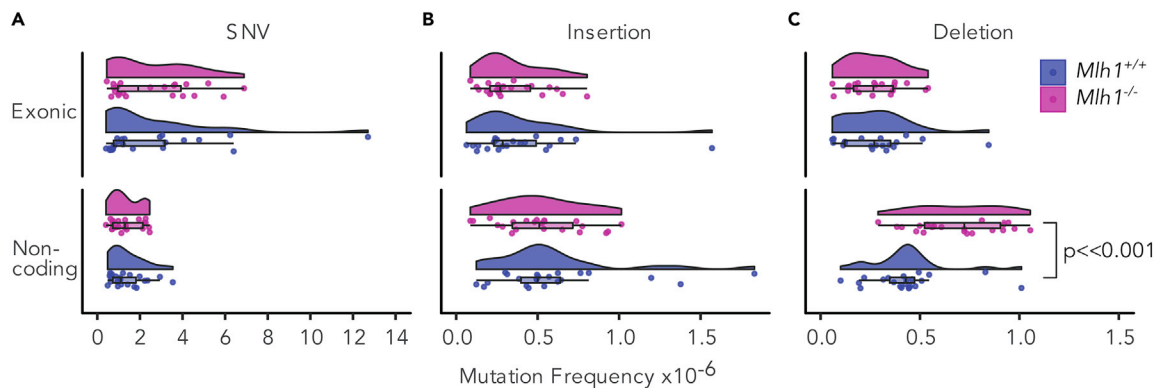 A
SNV
B
Insertion
C
Deletion
Mlh1+/+
Mlh1-/-
Exonic
Non-
coding
p<<0.001
0 2 4 6 8 10 12 14
0.0 0.5 1.0 1.5
0.0 0.5 1.0 1.5
Mutation Frequency x10-6